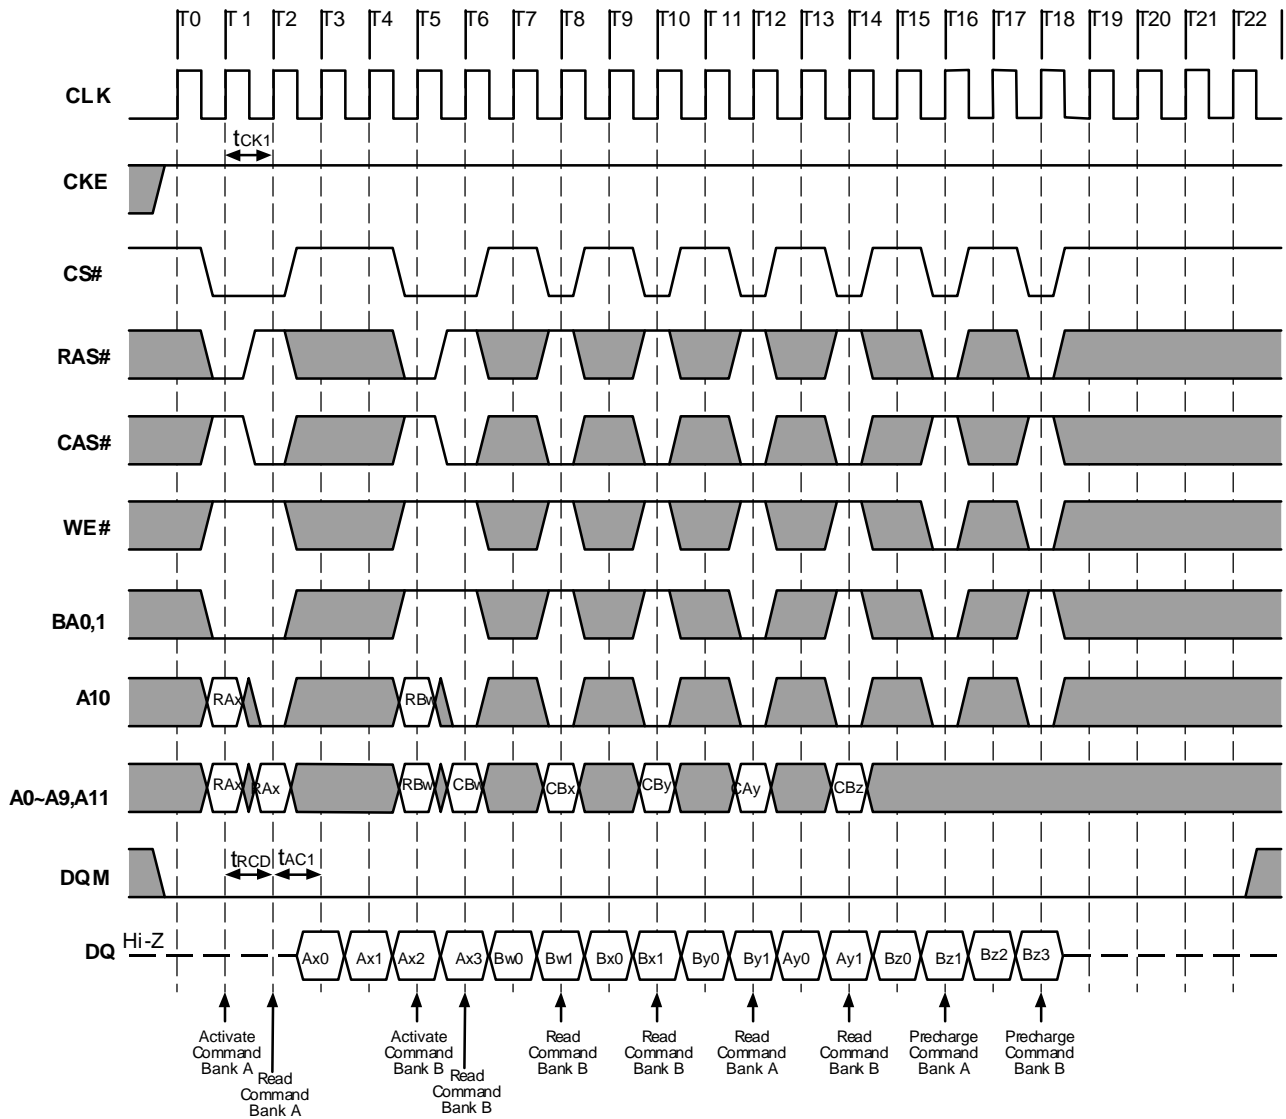 T0 T1 T2 T3 T4 T5 T6 T7 T8 T9 T10 T11 T12 T13 T14 T15 T16 T17 T18 T19 T20 T21 T22
CLK
tCK1
CKE
CS#
RAS#
CAS#
WE#
BA0,1
A10
RAx RBw
A0~A9,A11
RAx RAx RBw CBw CBx CBy CAy CBz
DQM
tRCD tAC1
DQ
Hi-Z
Ax0 Ax1 Ax2 Ax3 Bw0 Bw1 Bx0 Bx1 By0 By1 Ay0 Ay1 Bz0 Bz1 Bz2 Bz3
Activate
Command
Bank A
Read
Command
Bank A
Activate
Command
Bank B
Read
Command
Bank B
Read
Command
Bank B
Read
Command
Bank B
Read
Command
Bank A
Read
Command
Bank B
Precharge
Command
Bank A
Precharge
Command
Bank B